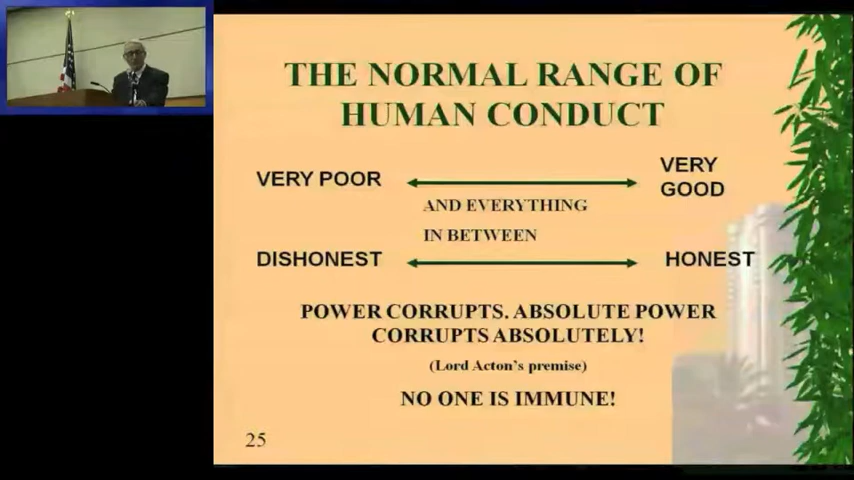 THE NORMAL RANGE OF
HUMAN CONDUCT
VERY POOR
VERY
GOOD
AND EVERYTHING
IN BETWEEN
DISHONEST
HONEST
POWER CORRUPTS. ABSOLUTE POWER
CORRUPTS ABSOLUTELY!
(Lord Acton's premise)
NO ONE IS IMMUNE!
25